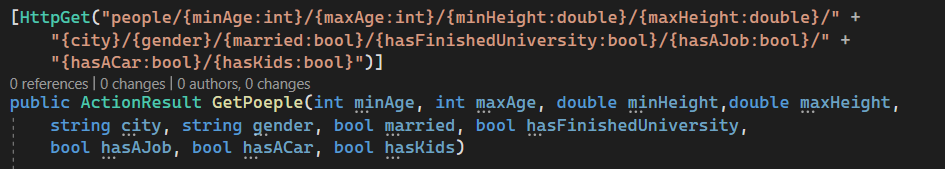 [HttpGet("people/{minAge:int}/{maxAge:int}/{minHeight:double}/{maxHeight:double}/" +
"{city}/{gender}/{married:bool}/{hasFinishedUniversity:bool}/{hasAJob:bool}/" +
"{hasACar:bool}/{hasKids:bool}")]
0 references | 0 changes | 0 authors, 0 changes
public ActionResult GetPoeple(int minAge, int maxAge, double minHeight,double maxHeight,
string city, string gender, bool married, bool hasFinishedUniversity,
bool hasAJob, bool hasACar, bool hasKids)